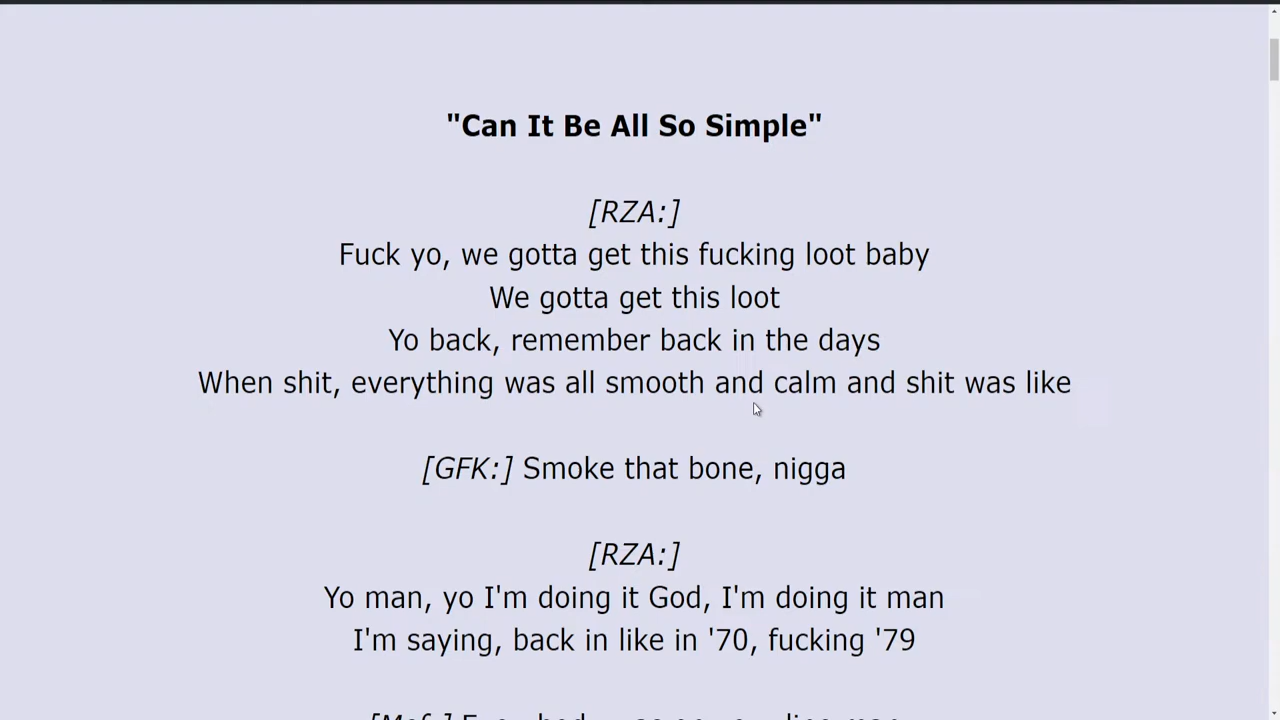 "Can It Be All So Simple"
[RZA:]
Fuck yo, we gotta get this fucking loot baby
We gotta get this loot
Yo back, remember back in the days
When shit, everything was all smooth and calm and shit was like
[GFK:] Smoke that bone, nigga
[RZA:]
Yo man, yo I'm doing it God, I'm doing it man
I'm saying, back in like in '70, fucking '79